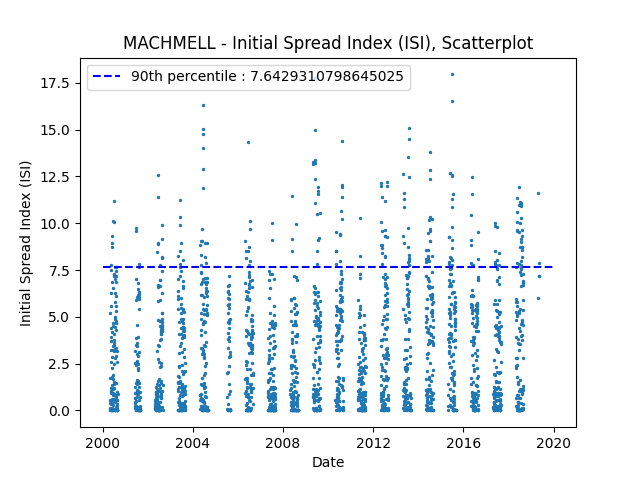 MACHMELL - Initial Spread Index (ISI), Scatterplot
90th percentile : 7.6429310798645025
17.5
15.0
12.5
10.0
7.5
5.0
2.5
0.0
Initial Spread Index (ISI)
2000 2004 2008 2012 2016 2020
Date